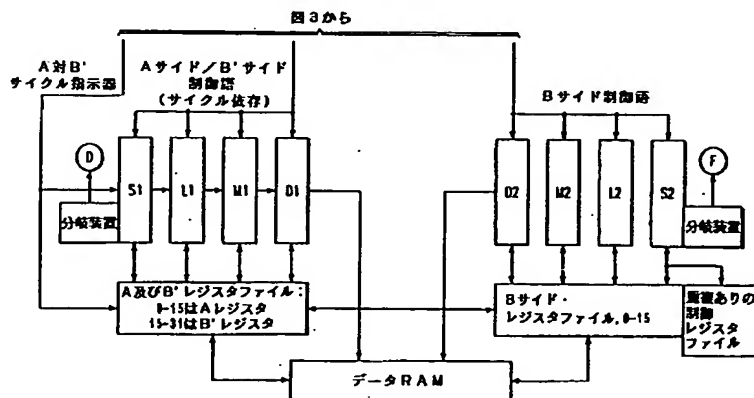 図3から
A対B'
サイクル指示器
Aサイド/B'サイド
制御語
(サイクル依存)
Bサイド制御語
D
F
S1
L1
M1
D1
D2
M2
L2
S2
分岐装置
分岐装置
A及びB'レジスタファイル:
0-15はAレジスタ
15-31はB'レジスタ
Bサイド・
レジスタファイル,0-15
重複ありの
制御
レジスタ
ファイル
データRAM